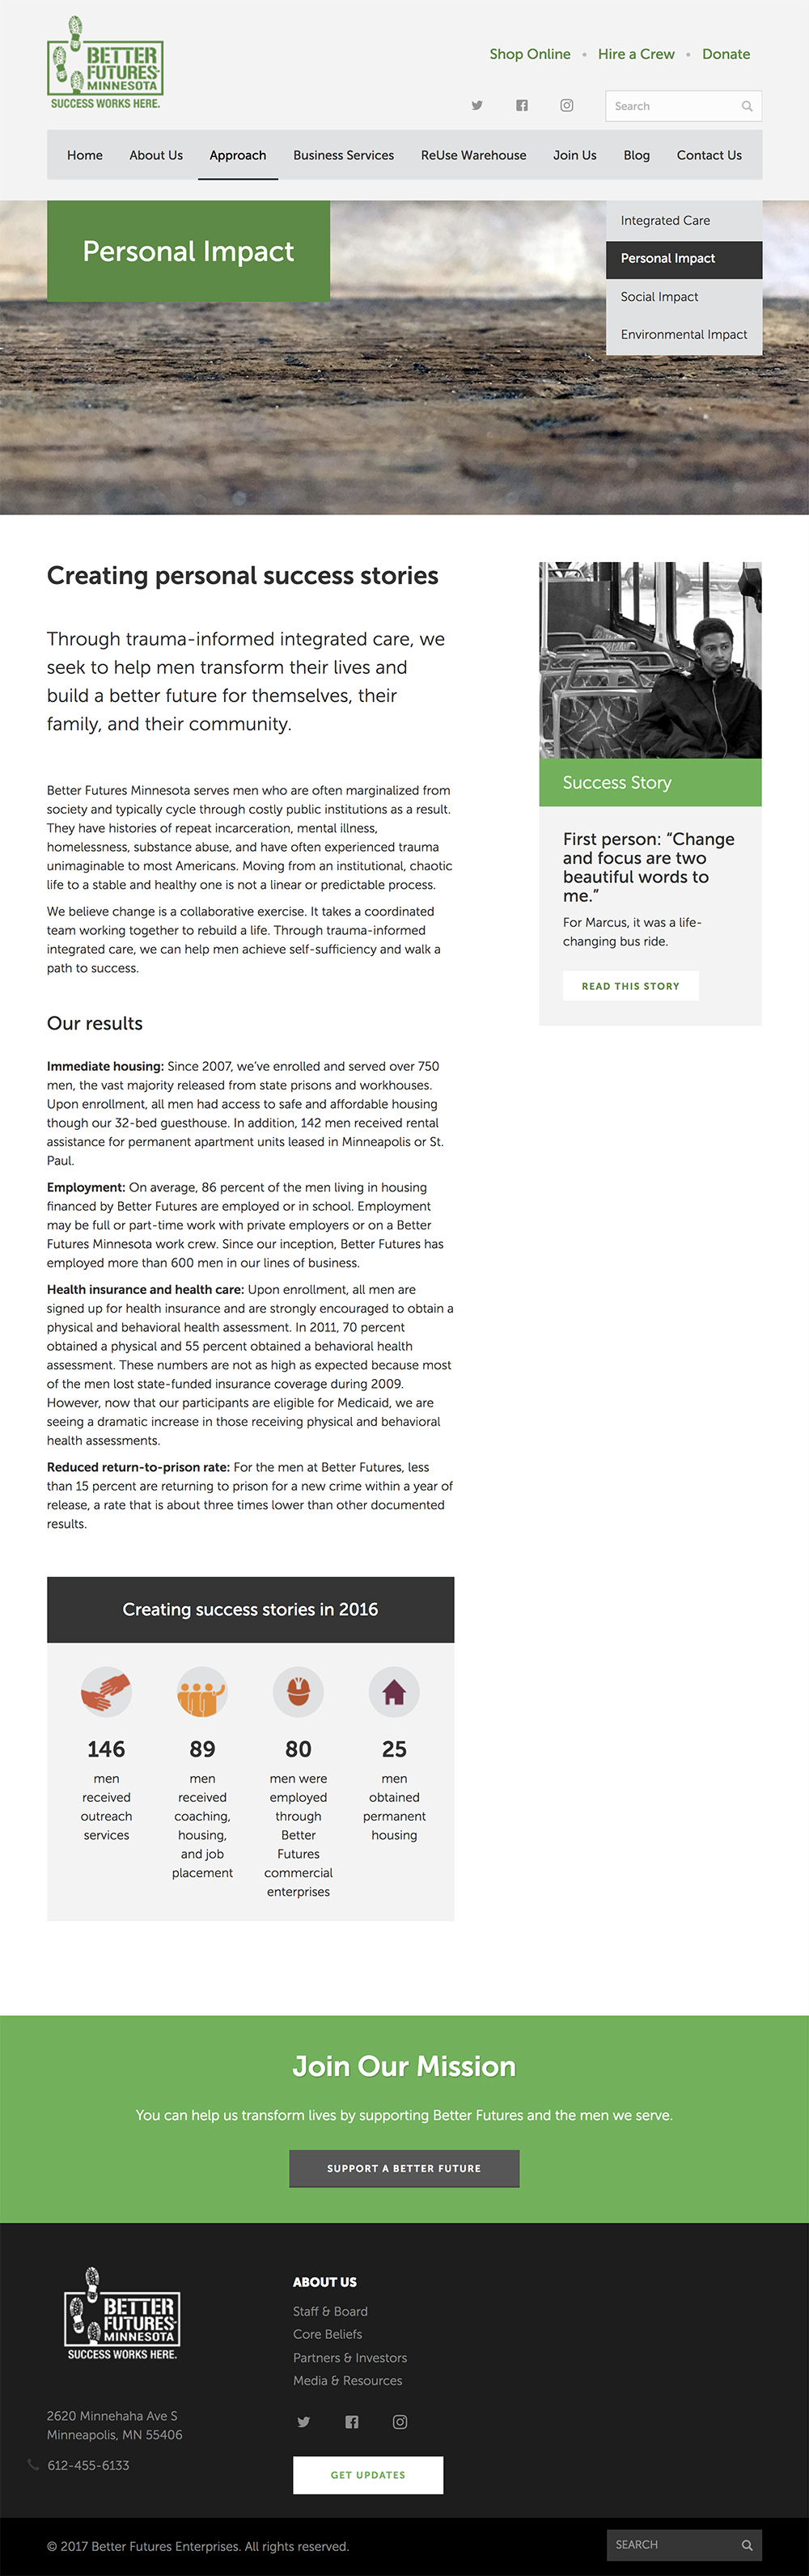 BETTER
FUTURES
MINNESOTA
SUCCESS WORKS HERE.
Shop Online • Hire a Crew • Donate
Search
Home About Us Approach Business Services ReUse Warehouse Join Us Blog Contact Us
Personal Impact
Integrated Care
Personal Impact
Social Impact
Environmental Impact
Creating personal success stories
Through trauma-informed integrated care, we
seek to help men transform their lives and
build a better future for themselves, their
family, and their community.
Better Futures Minnesota serves men who are often marginalized from
society and typically cycle through costly public institutions as a result.
They have histories of repeat incarceration, mental illness,
homelessness, substance abuse, and have often experienced trauma
unimaginable to most Americans. Moving from an institutional, chaotic
life to a stable and healthy one is not a linear or predictable process.
We believe change is a collaborative exercise. It takes a coordinated
team working together to rebuild a life. Through trauma-informed
integrated care, we can help men achieve self-sufficiency and walk a
path to success.
Our results
Immediate housing: Since 2007, we’ve enrolled and served over 750
men, the vast majority released from state prisons and workhouses.
Upon enrollment, all men had access to safe and affordable housing
though our 32-bed guesthouse. In addition, 142 men received rental
assistance for permanent apartment units leased in Minneapolis or St.
Paul.
Employment: On average, 86 percent of the men living in housing
financed by Better Futures are employed or in school. Employment
may be full or part-time work with private employers or on a Better
Futures Minnesota work crew. Since our inception, Better Futures has
employed more than 600 men in our lines of business.
Health insurance and health care: Upon enrollment, all men are
signed up for health insurance and are strongly encouraged to obtain a
physical and behavioral health assessment. In 2011, 70 percent
obtained a physical and 55 percent obtained a behavioral health
assessment. These numbers are not as high as expected because most
of the men lost state-funded insurance coverage during 2009.
However, now that our participants are eligible for Medicaid, we are
seeing a dramatic increase in those receiving physical and behavioral
health assessments.
Reduced return-to-prison rate: For the men at Better Futures, less
than 15 percent are returning to prison for a new crime within a year of
release, a rate that is about three times lower than other documented
results.
Success Story
First person: “Change
and focus are two
beautiful words to
me.”
For Marcus, it was a life-
changing bus ride.
READ THIS STORY
Creating success stories in 2016
146
men
received
outreach
services
89
men
received
coaching,
housing,
and job
placement
80
men were
employed
through
Better
Futures
commercial
enterprises
25
men
obtained
permanent
housing
Join Our Mission
You can help us transform lives by supporting Better Futures and the men we serve.
SUPPORT A BETTER FUTURE
BETTER
FUTURES
MINNESOTA
SUCCESS WORKS HERE.
2620 Minnehaha Ave S
Minneapolis, MN 55406
612-455-6133
ABOUT US
Staff & Board
Core Beliefs
Partners & Investors
Media & Resources
GET UPDATES
© 2017 Better Futures Enterprises. All rights reserved.
SEARCH